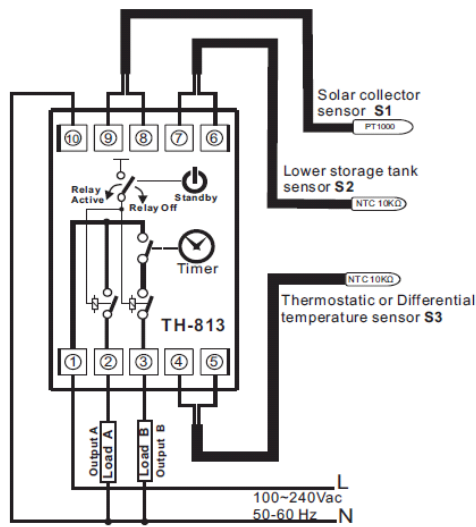 Solar collector
sensor S1
PT1000
⑩ ⑨ ⑧ ⑦ ⑥
Lower storage tank
sensor S2
NTC 10KΩ
Relay
Active
Relay Off
Standby
Timer
NTC 10KΩ
Thermostatic or Differential
temperature sensor S3
TH-813
① ② ③ ④ ⑤
Output A
Load A
Load B
Output B
L
100~240Vac
50-60 Hz
N